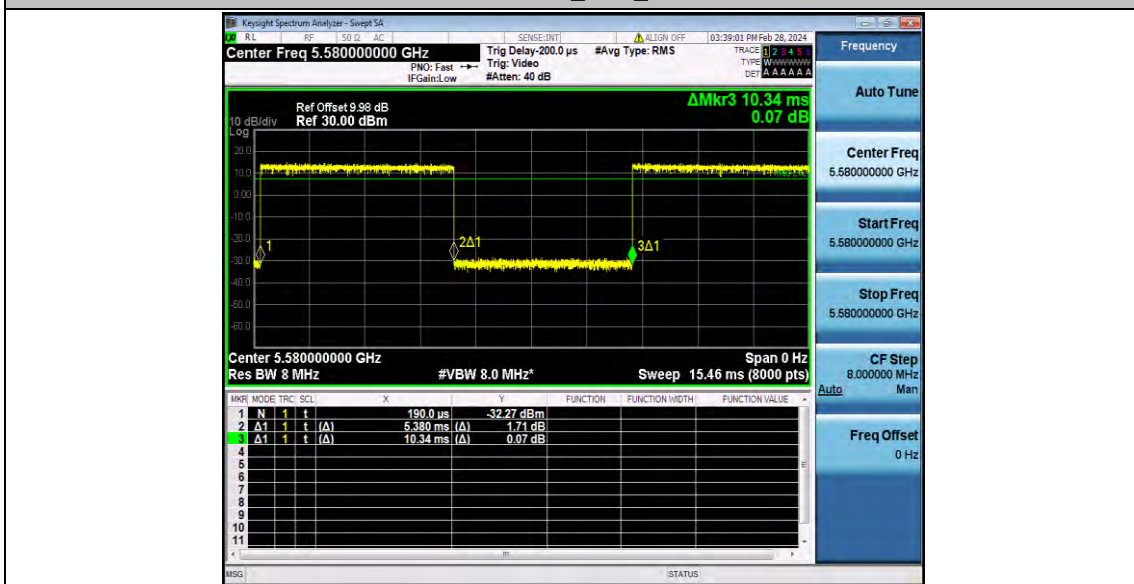 Keysight Spectrum Analyzer - Swept SA
RL RF 50 Ω AC SENSE:INT ALIGN OFF 03:39:01 PM Feb 28, 2024
Center Freq 5.580000000 GHz
Trig Delay-200.0 µs #Avg Type: RMS
TRACE 1 2 3 4 5 6
PNO: Fast Trig: Video
TYPE
IFGain:Low #Atten: 40 dB
DET A A A A A A
Frequency
Auto Tune
Center Freq
5.580000000 GHz
Start Freq
5.580000000 GHz
Stop Freq
5.580000000 GHz
CF Step
8.000000 MHz
Auto Man
Freq Offset
0 Hz
ΔMkr3 10.34 ms
0.07 dB
Ref Offset 9.98 dB
10 dB/div Ref 30.00 dBm
Log
20.0
10.0
0.00
-10.0
-20.0
-30.0
-40.0
-50.0
-60.0
1
2Δ1
3Δ1
Center 5.580000000 GHz Span 0 Hz
Res BW 8 MHz #VBW 8.0 MHz* Sweep 15.46 ms (8000 pts)
MKR MODE TRC SCL X Y FUNCTION FUNCTION WIDTH FUNCTION VALUE
1 N 1 t 190.0 µs -32.27 dBm
2 Δ1 1 t (Δ) 5.380 ms (Δ) 1.71 dB
3 Δ1 1 t (Δ) 10.34 ms (Δ) 0.07 dB
4
5
6
7
8
9
10
11
MSG STATUS